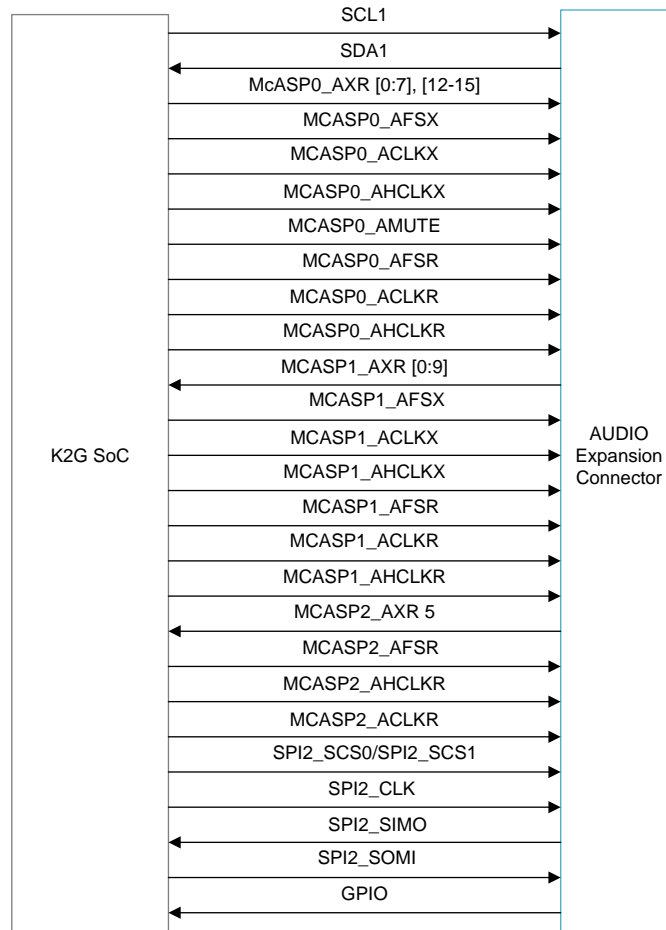 SCL1
SDA1
McASP0_AXR [0:7], [12-15]
MCASP0_AFSX
MCASP0_ACLKX
MCASP0_AHCLKX
MCASP0_AMUTE
MCASP0_AFSR
MCASP0_ACLKR
MCASP0_AHCLKR
MCASP1_AXR [0:9]
MCASP1_AFSX
K2G SoC
MCASP1_ACLKX
AUDIO
Expansion
Connector
MCASP1_AHCLKX
MCASP1_AFSR
MCASP1_ACLKR
MCASP1_AHCLKR
MCASP2_AXR 5
MCASP2_AFSR
MCASP2_AHCLKR
MCASP2_ACLKR
SPI2_SCS0/SPI2_SCS1
SPI2_CLK
SPI2_SIMO
SPI2_SOMI
GPIO